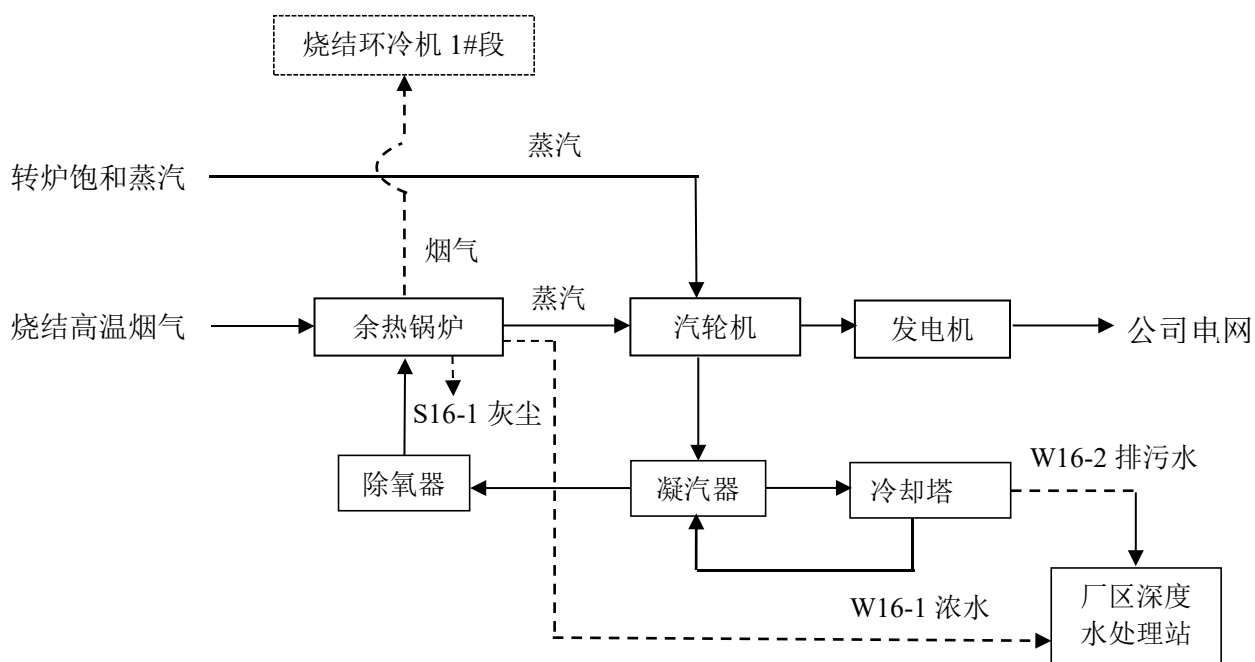 烧结环冷机 1#段
蒸汽
转炉饱和蒸汽
烟气
蒸汽
烧结高温烟气
余热锅炉
汽轮机
发电机
公司电网
S16-1 灰尘
除氧器
凝汽器
冷却塔
W16-2 排污水
W16-1 浓水
厂区深度
水处理站